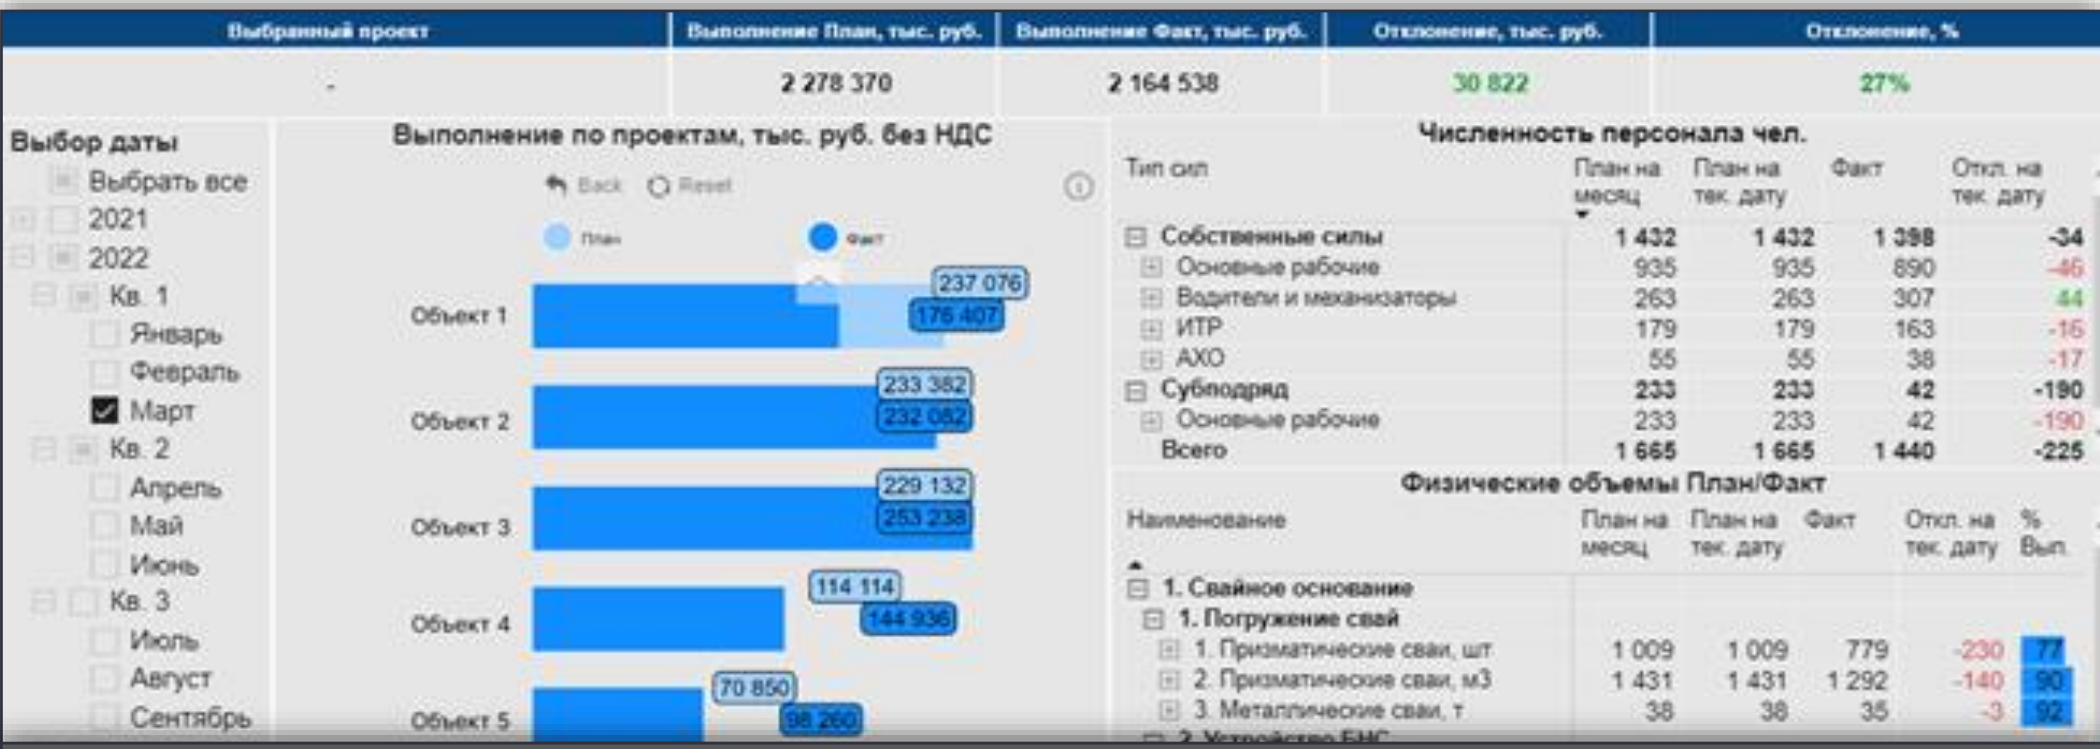 Выбранный проект Выполнение План, тыс. руб. Выполнение Факт, тыс. руб. Отклонение, тыс. руб. Отклонение, %
- 2 278 370 2 164 538 30 822 27%
Выбор даты
Выбрать все
2021
2022
Кв. 1
Январь
Февраль
Март
Кв. 2
Апрель
Май
Июнь
Кв. 3
Июль
Август
Сентябрь
Выполнение по проектам, тыс. руб. без НДС
Back Reset
План Факт
Объект 1 237 076
176 407
Объект 2 233 382
232 082
Объект 3 229 132
253 238
Объект 4 114 114
144 936
Объект 5 70 850
98 260
Численность персонала чел.
Тип сил План на месяц План на тек. дату Факт Откл. на тек. дату
Собственные силы 1 432 1 432 1 398 -34
Основные рабочие 935 935 890 -46
Водители и механизаторы 263 263 307 44
ИТР 179 179 163 -16
АХО 55 55 38 -17
Субподряд 233 233 42 -190
Основные рабочие 233 233 42 -190
Всего 1 665 1 665 1 440 -225
Физические объемы План/Факт
Наименование План на месяц План на тек. дату Факт Откл. на тек. дату % Вып.
1. Свайное основание
1. Погружение свай
1. Призматические сваи, шт 1 009 1 009 779 -230 77
2. Призматические сваи, м3 1 431 1 431 1 292 -140 90
3. Металлические сваи, т 38 38 35 -3 92
2. Устройство БНС